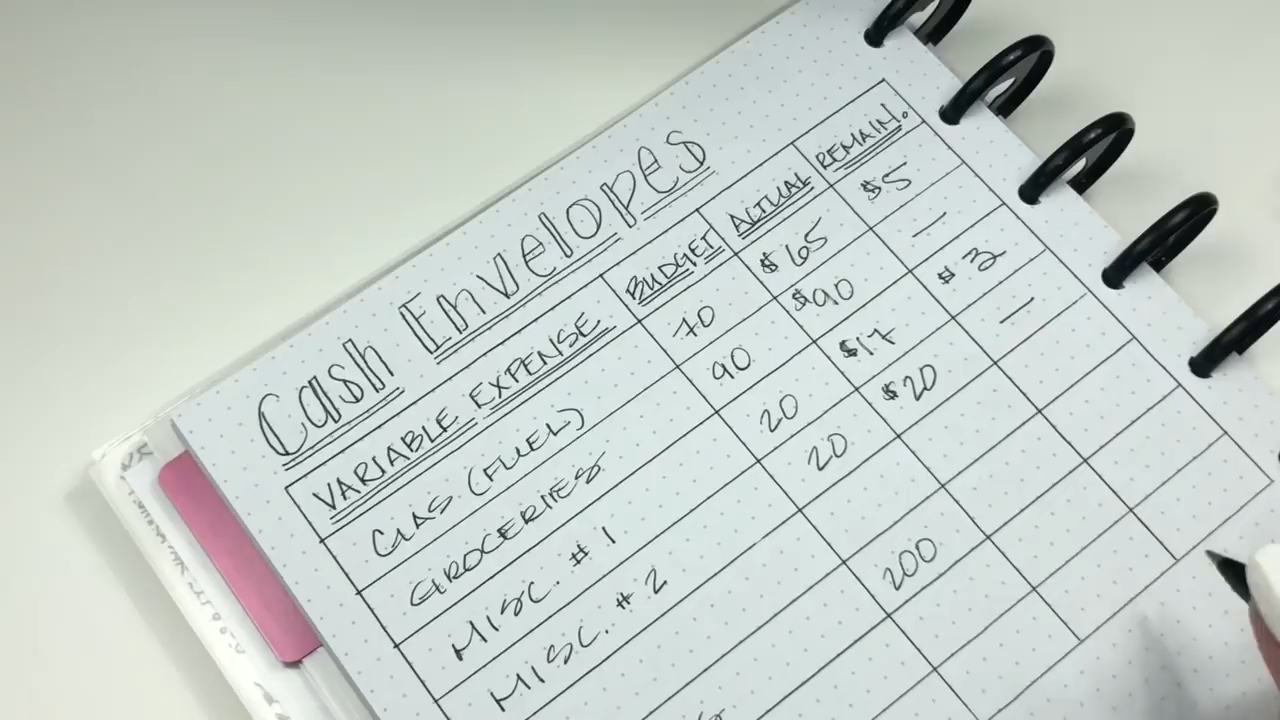 Cash Envelopes
VARIABLE EXPENSE BUDGET ACTUAL REMAIN.
GAS (FUEL) 70 $65 $5
GROCERIES 90 $90 —
MISC. #1 20 $17 $3
MISC. #2 20 $20 —
200